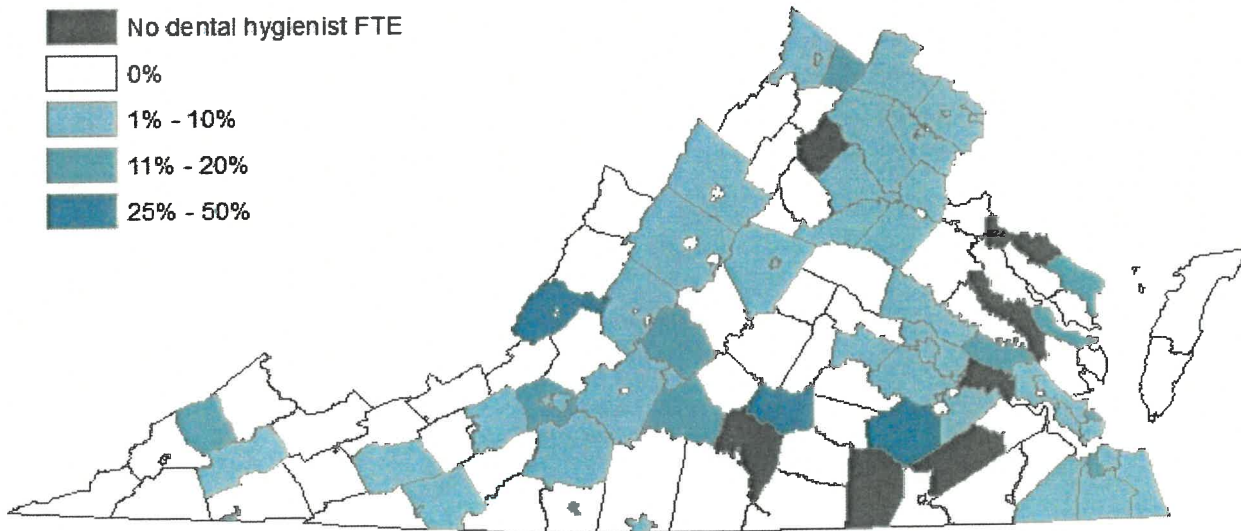 No dental hygienist FTE
0%
1% - 10%
11% - 20%
25% - 50%